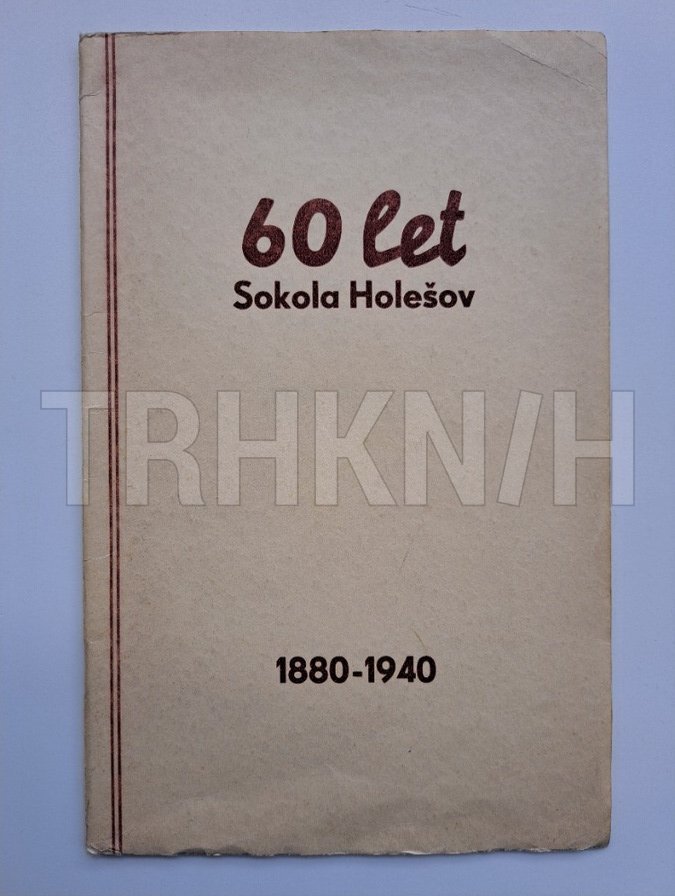 60 let
Sokola Holešov
TRHKNIH
1880-1940